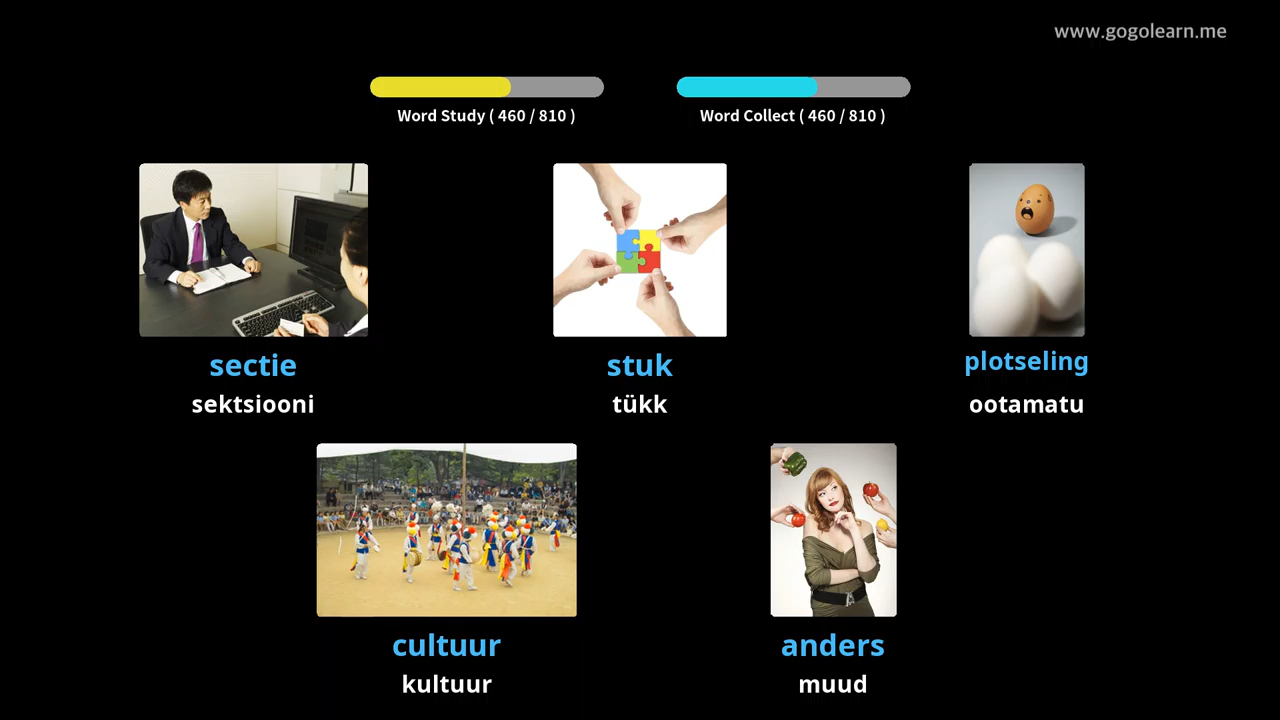 www.gogolearn.me
Word Study ( 460 / 810 )
Word Collect ( 460 / 810 )
sectie
sektsiooni
stuk
tükk
plotseling
ootamatu
cultuur
kultuur
anders
muud